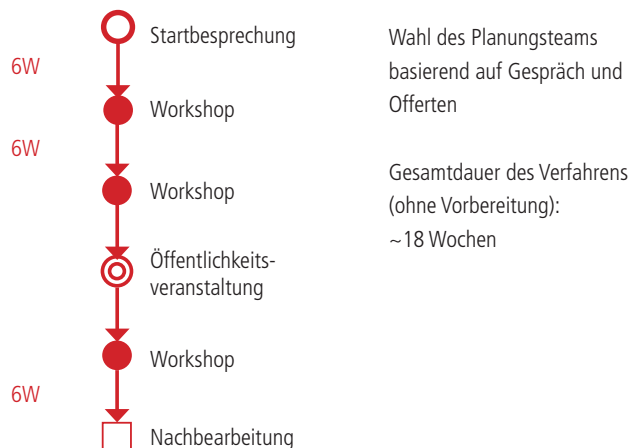 Startbesprechung
6W
Workshop
6W
Workshop
Öffentlichkeits-
veranstaltung
Workshop
6W
Nachbearbeitung
Wahl des Planungsteams
basierend auf Gespräch und
Offerten
Gesamtdauer des Verfahrens
(ohne Vorbereitung):
~18 Wochen